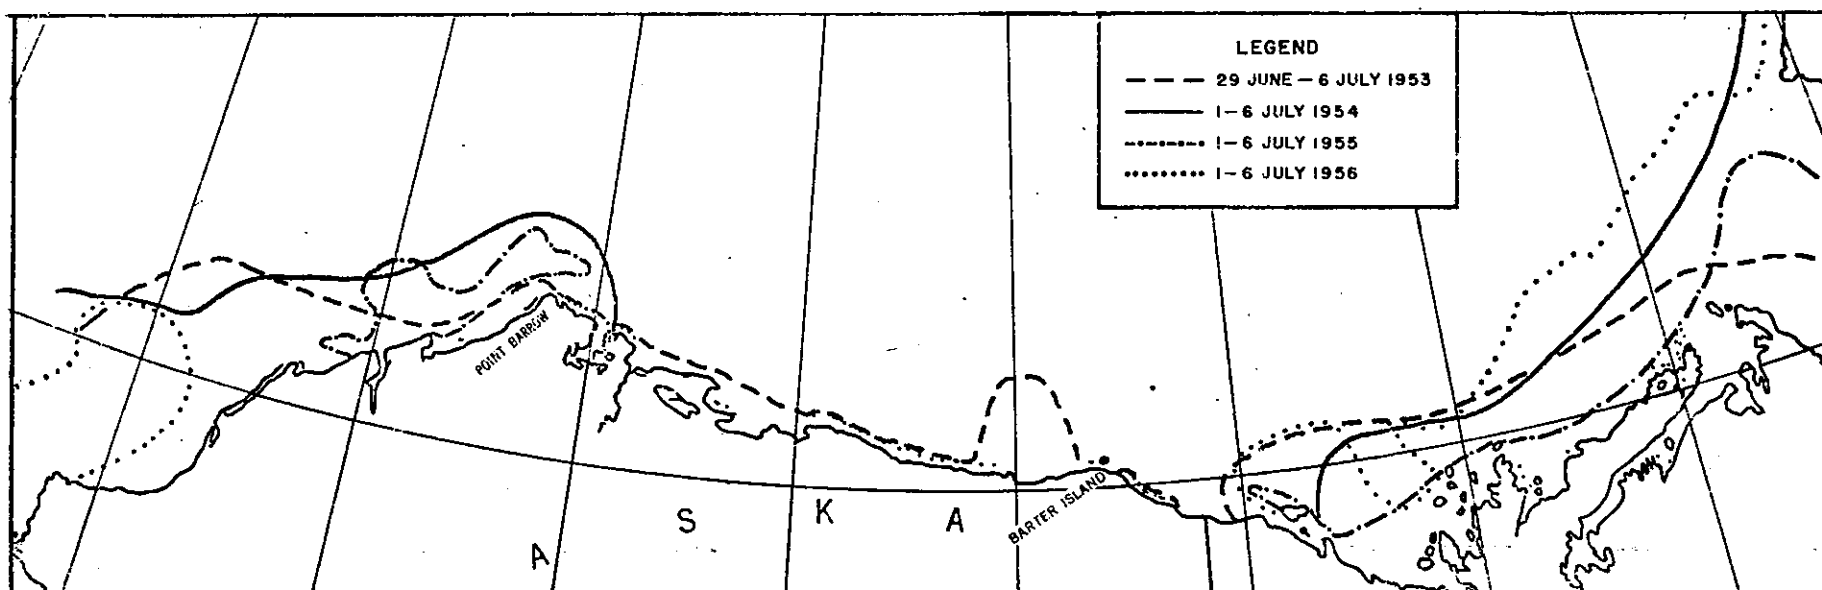 LEGEND
29 JUNE – 6 JULY 1953
1–6 JULY 1954
1–6 JULY 1955
1–6 JULY 1956
POINT BARROW
BARTER ISLAND
A S K A